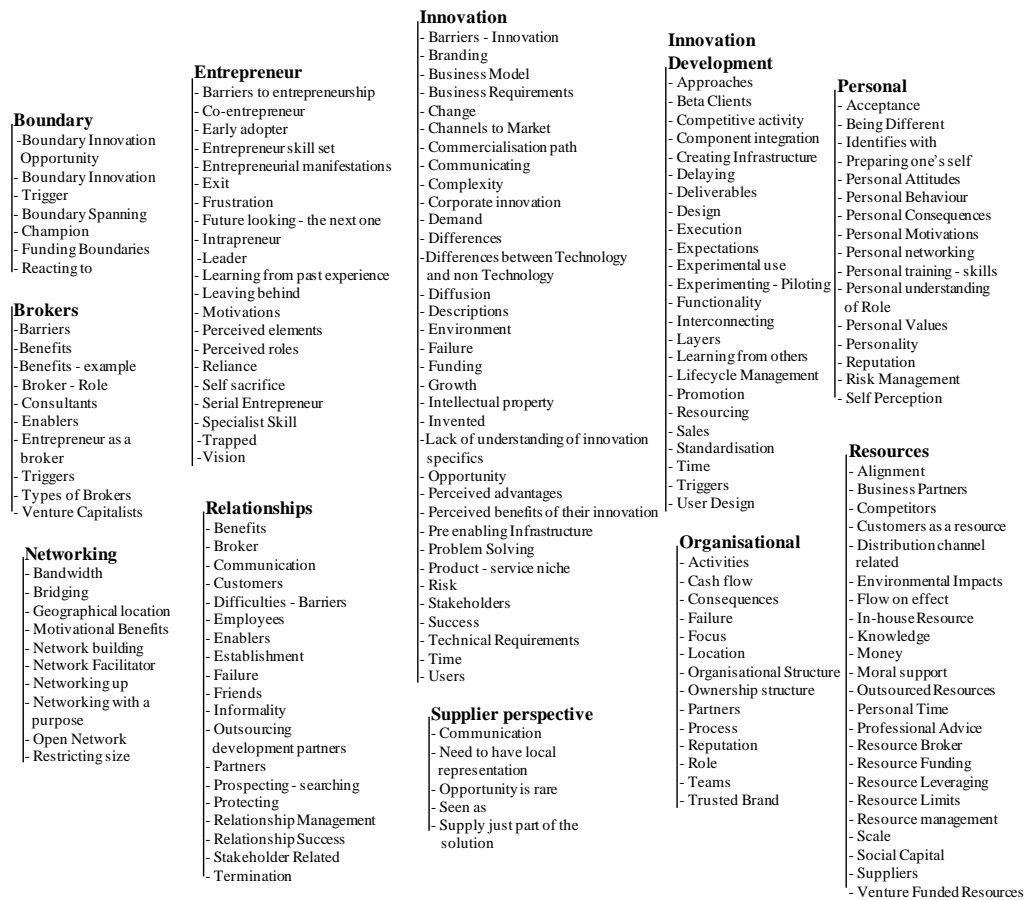 Boundary
-Boundary Innovation
Opportunity
- Boundary Innovation
- Trigger
- Boundary Spanning
- Champion
- Funding Boundaries
- Reacting to
Brokers
-Barriers
-Benefits
-Benefits - example
- Broker - Role
- Consultants
- Enablers
- Entrepreneur as a
broker
- Triggers
- Types of Brokers
- Venture Capitalists
Networking
- Bandwidth
- Bridging
- Geographical location
- Motivational Benefits
- Network building
- Network Facilitator
- Networking up
- Networking with a
purpose
- Open Network
- Restricting size
Entrepreneur
- Barriers to entrepreneurship
- Co-entrepreneur
- Early adopter
- Entrepreneur skill set
- Entrepreneurial manifestations
- Exit
- Frustration
- Future looking - the next one
- Intrapreneur
-Leader
- Learning from past experience
- Leaving behind
- Motivations
- Perceived elements
- Perceived roles
- Reliance
- Self sacrifice
- Serial Entrepreneur
- Specialist Skill
-Trapped
-Vision
Relationships
- Benefits
- Broker
- Communication
- Customers
- Difficulties - Barriers
- Employees
- Enablers
- Establishment
- Failure
- Friends
- Informality
- Outsourcing
development partners
- Partners
- Prospecting - searching
- Protecting
- Relationship Management
- Relationship Success
- Stakeholder Related
- Termination
Innovation
- Barriers - Innovation
- Branding
- Business Model
- Business Requirements
- Change
- Channels to Market
- Commercialisation path
- Communicating
- Complexity
- Corporate innovation
- Demand
- Differences
-Differences between Technology
and non Technology
- Diffusion
- Descriptions
- Environment
- Failure
- Funding
- Growth
- Intellectual property
- Invented
-Lack of understanding of innovation
specifics
- Opportunity
- Perceived advantages
- Perceived benefits of their innovation
- Pre enabling Infrastructure
- Problem Solving
- Product - service niche
- Risk
- Stakeholders
- Success
- Technical Requirements
- Time
- Users
Supplier perspective
- Communication
- Need to have local
representation
- Opportunity is rare
- Seen as
- Supply just part of the
solution
Innovation
Development
- Approaches
- Beta Clients
- Competitive activity
- Component integration
- Creating Infrastructure
- Delaying
- Deliverables
- Design
- Execution
- Expectations
- Experimental use
- Experimenting - Piloting
- Functionality
- Interconnecting
- Layers
- Learning from others
- Lifecycle Management
- Promotion
- Resourcing
- Sales
- Standardisation
- Time
- Triggers
- User Design
Organisational
- Activities
- Cash flow
- Consequences
- Failure
- Focus
- Location
- Organisational Structure
- Ownership structure
- Partners
- Process
- Reputation
- Role
- Teams
- Trusted Brand
Personal
- Acceptance
- Being Different
- Identifies with
- Preparing one's self
- Personal Attitudes
- Personal Behaviour
- Personal Consequences
- Personal Motivations
- Personal networking
- Personal training - skills
- Personal understanding
of Role
- Personal Values
- Personality
- Reputation
- Risk Management
- Self Perception
Resources
- Alignment
- Business Partners
- Competitors
- Customers as a resource
- Distribution channel
related
- Environmental Impacts
- Flow on effect
- In-house Resource
- Knowledge
- Money
- Moral support
- Outsourced Resources
- Personal Time
- Professional Advice
- Resource Broker
- Resource Funding
- Resource Leveraging
- Resource Limits
- Resource management
- Scale
- Social Capital
- Suppliers
- Venture Funded Resources